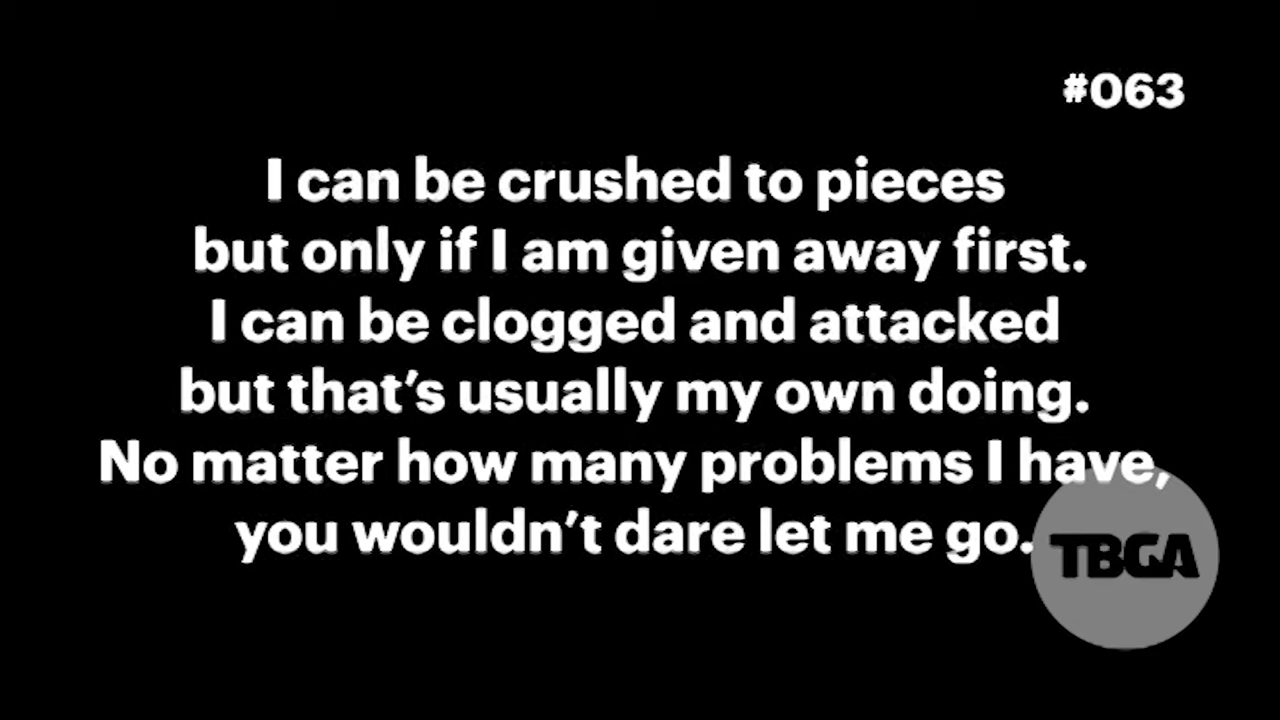 #063
I can be crushed to pieces
but only if I am given away first.
I can be clogged and attacked
but that’s usually my own doing.
No matter how many problems I have,
you wouldn’t dare let me go.
TBGA